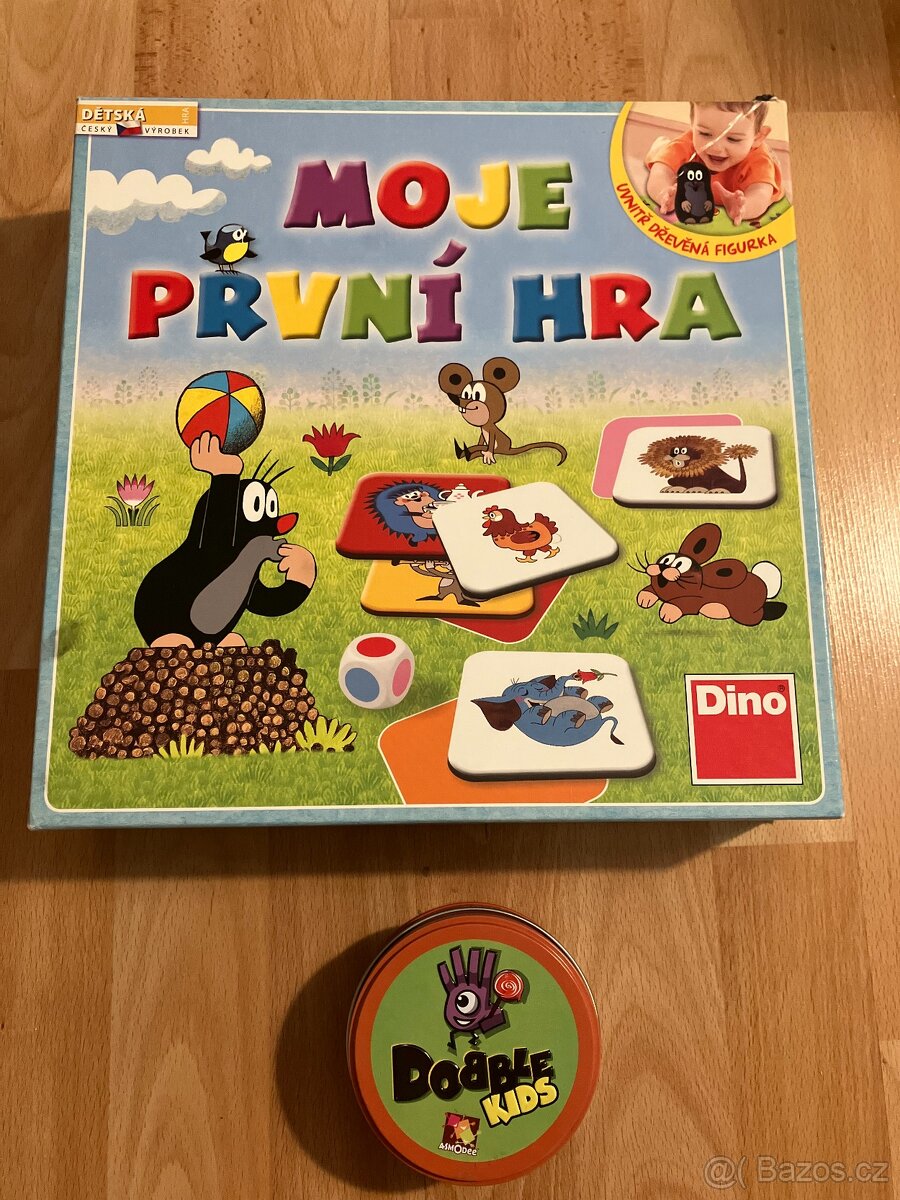 DĚTSKÁ
HRA
ČESKÝ VÝROBEK
UVNITŘ DŘEVĚNÁ FIGURKA
MOJE
PRVNÍ HRA
Dino®
DOBBLE
KIDS
ASMODEE
@ Bazos.cz